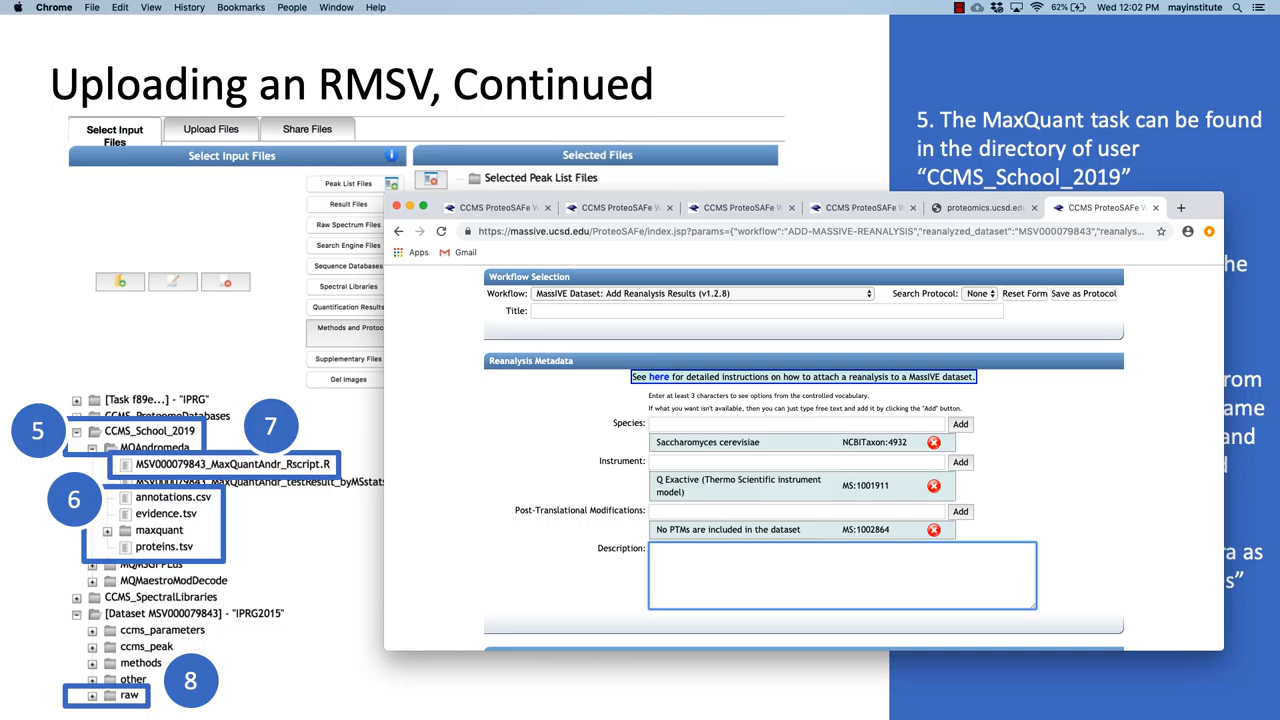 Chrome File Edit View History Bookmarks People Window Help 62% Wed 12:02 PM mayinstitute
Uploading an RMSV, Continued
Select Input Files Upload Files Share Files
Select Input Files Selected Files
Peak List Files
Result Files
Raw Spectrum Files
Search Engine Files
Sequence Databases
Spectral Libraries
Quantification Results
Methods and Protoc
Supplementary Files
Gel Images
Selected Peak List Files
[Task f89e...] - "IPRG"
CCMS_ProteomeDatabases
5
CCMS_School_2019
7
MQAndromeda
MSV000079843_MaxQuantAndr_Rscript.R
MSV000079843_MaxQuantAndr_testResult_byMSstats
6
annotations.csv
evidence.tsv
maxquant
proteins.tsv
MQMSGFPLus
MQMaestroModDecode
CCMS_SpectralLibraries
[Dataset MSV000079843] - "IPRG2015"
ccms_parameters
ccms_peak
methods
other
8
raw
5. The MaxQuant task can be found
in the directory of user
"CCMS_School_2019"
he
rom
ame
and
ra as
s"
CCMS ProteoSAFe W CCMS ProteoSAFe W CCMS ProteoSAFe W CCMS ProteoSAFe W proteomics.ucsd.edu CCMS ProteoSAFe W
https://massive.ucsd.edu/ProteoSAFe/index.jsp?params={"workflow":"ADD-MASSIVE-REANALYSIS","reanalyzed_dataset":"MSV000079843","reanalys...
Apps Gmail
Workflow Selection
Workflow: MassIVE Dataset: Add Reanalysis Results (v1.2.8) Search Protocol: None Reset Form Save as Protocol
Title:
Reanalysis Metadata
See here for detailed instructions on how to attach a reanalysis to a MassIVE dataset.
Enter at least 3 characters to see options from the controlled vocabulary.
If what you want isn't available, then you can just type free text and add it by clicking the "Add" button.
Species: Add
Saccharomyces cerevisiae NCBITaxon:4932
Instrument: Add
Q Exactive (Thermo Scientific instrument model) MS:1001911
Post-Translational Modifications: Add
No PTMs are included in the dataset MS:1002864
Description: